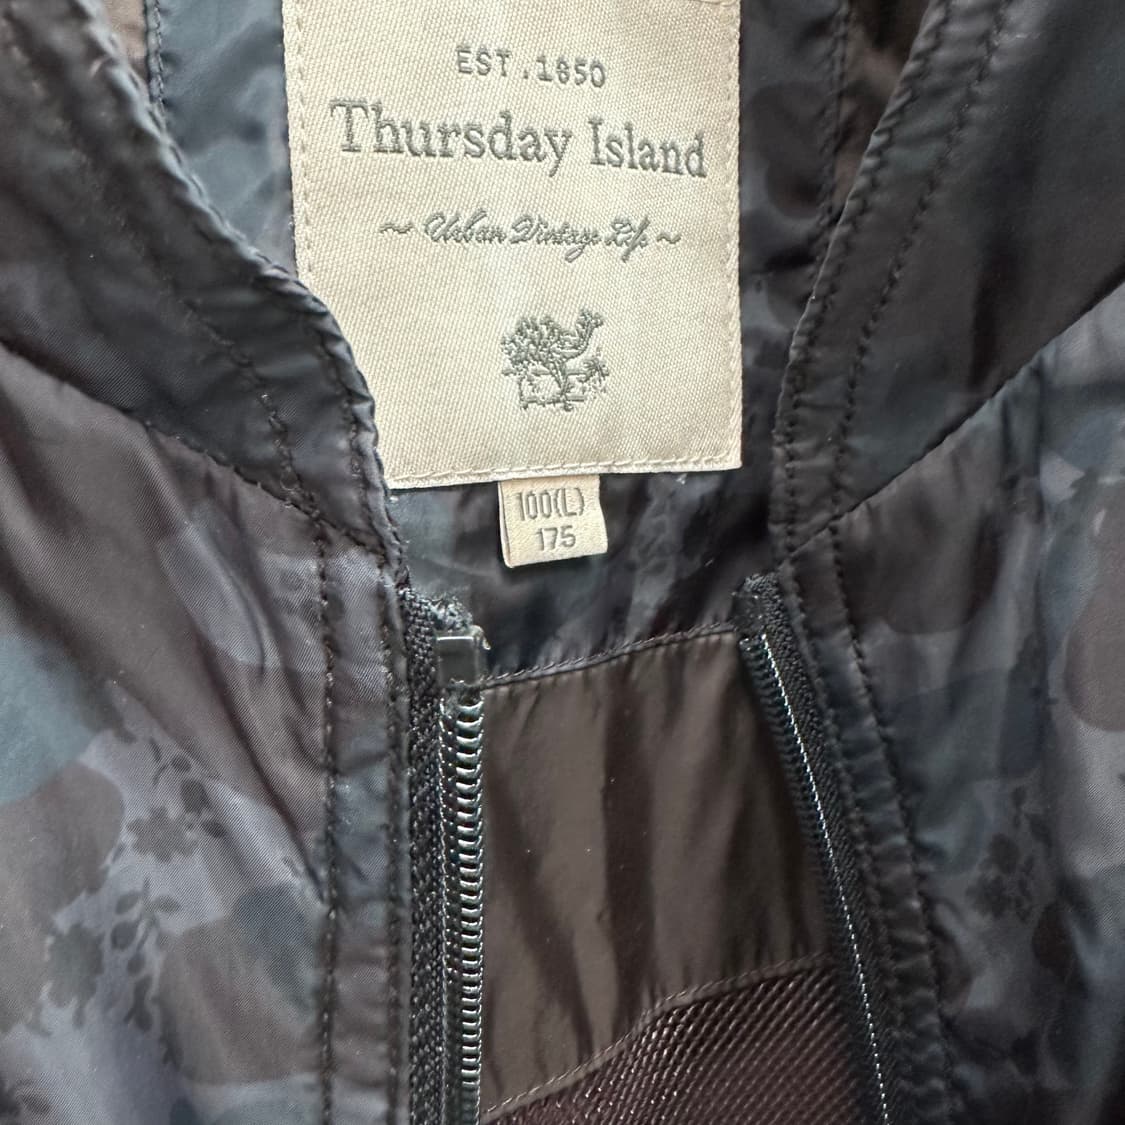 EST.1850
Thursday Island
~ Urban Vintage Life ~
100(L)
175